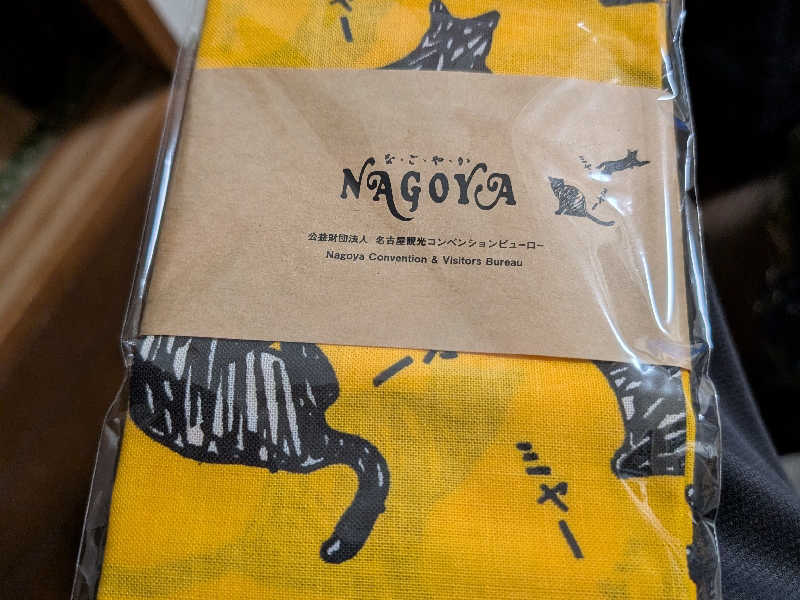 な・ご・や・か
NAGOYA
公益財団法人 名古屋観光コンベンションビューロー
Nagoya Convention & Visitors Bureau
ミャー